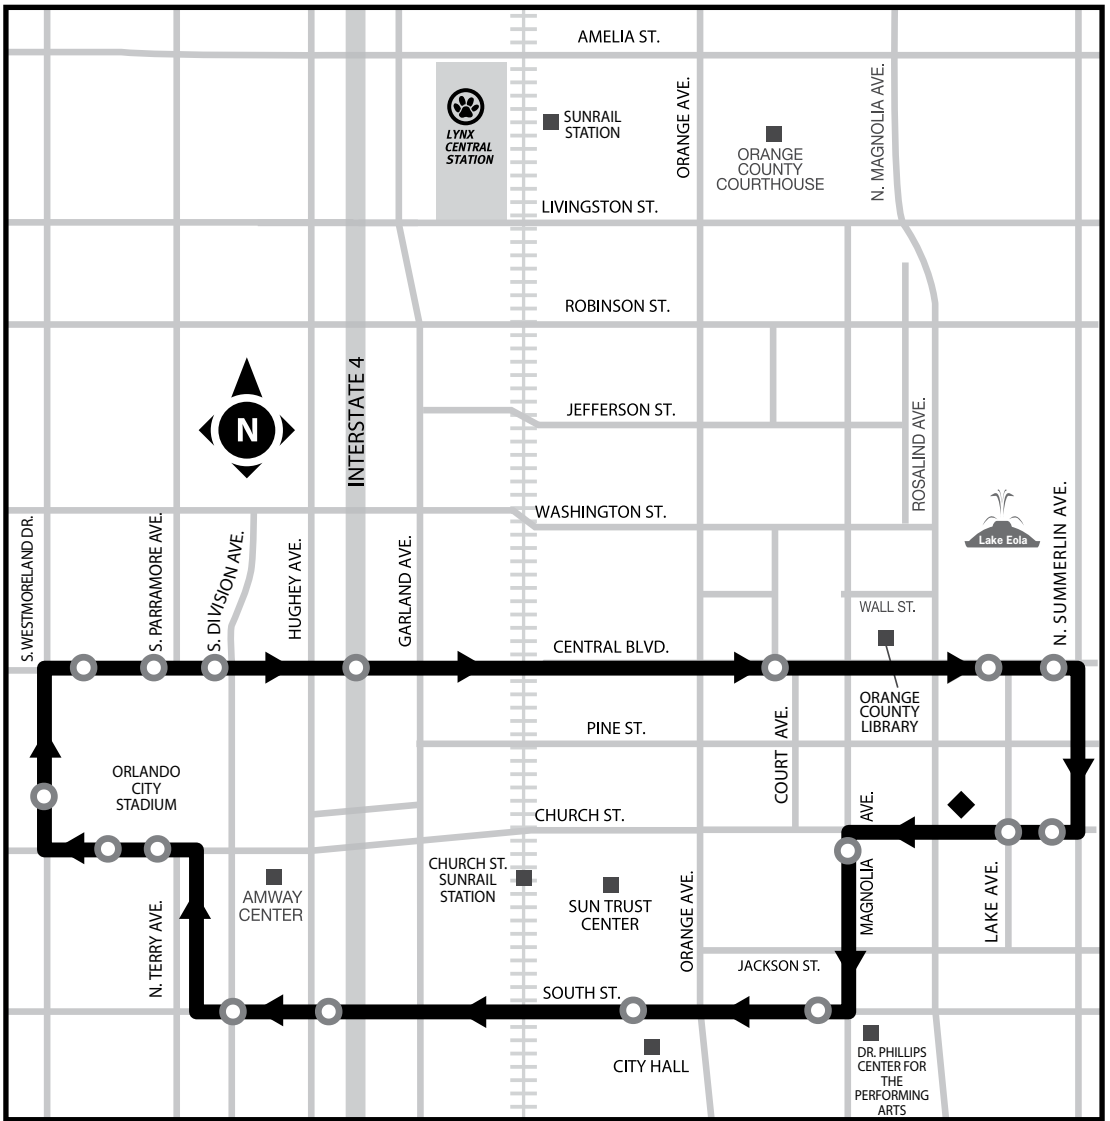 AMELIA ST.
LYNX
CENTRAL
STATION
SUNRAIL
STATION
ORANGE AVE.
ORANGE
COUNTY
COURTHOUSE
N. MAGNOLIA AVE.
LIVINGSTON ST.
ROBINSON ST.
N
INTERSTATE 4
JEFFERSON ST.
ROSALIND AVE.
WASHINGTON ST.
Lake Eola
S. WESTMORELAND DR.
S. PARRAMORE AVE.
S. DIVISION AVE.
HUGHEY AVE.
GARLAND AVE.
N. SUMMERLIN AVE.
WALL ST.
CENTRAL BLVD.
ORANGE
COUNTY
LIBRARY
PINE ST.
COURT AVE.
ORLANDO
CITY
STADIUM
CHURCH ST.
MAGNOLIA AVE.
CHURCH ST.
SUNRAIL
STATION
AMWAY
CENTER
SUN TRUST
CENTER
ORANGE AVE.
LAKE AVE.
N. TERRY AVE.
JACKSON ST.
SOUTH ST.
CITY HALL
DR. PHILLIPS
CENTER FOR
THE
PERFORMING
ARTS